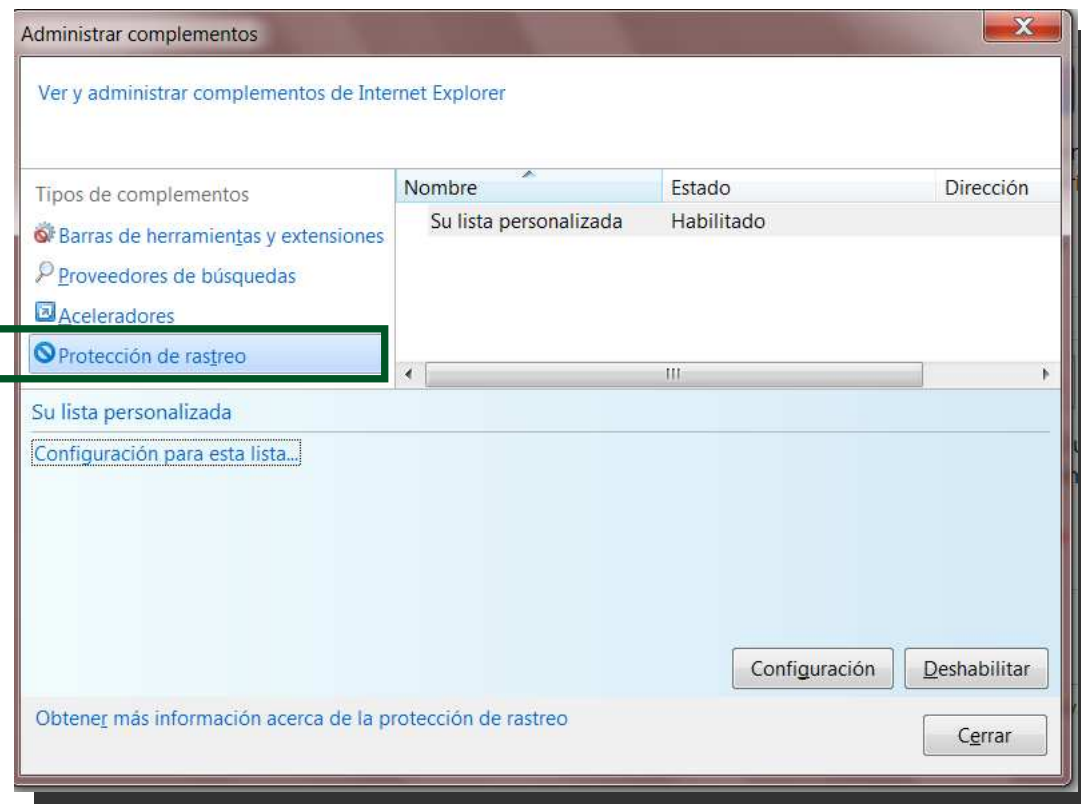 Administrar complementos
Ver y administrar complementos de Internet Explorer
Tipos de complementos
Barras de herramientas y extensiones
Proveedores de búsquedas
Aceleradores
Protección de rastreo
Nombre Estado Dirección
Su lista personalizada Habilitado
Su lista personalizada
Configuración para esta lista...
Configuración Deshabilitar
Obtener más información acerca de la protección de rastreo
Cerrar